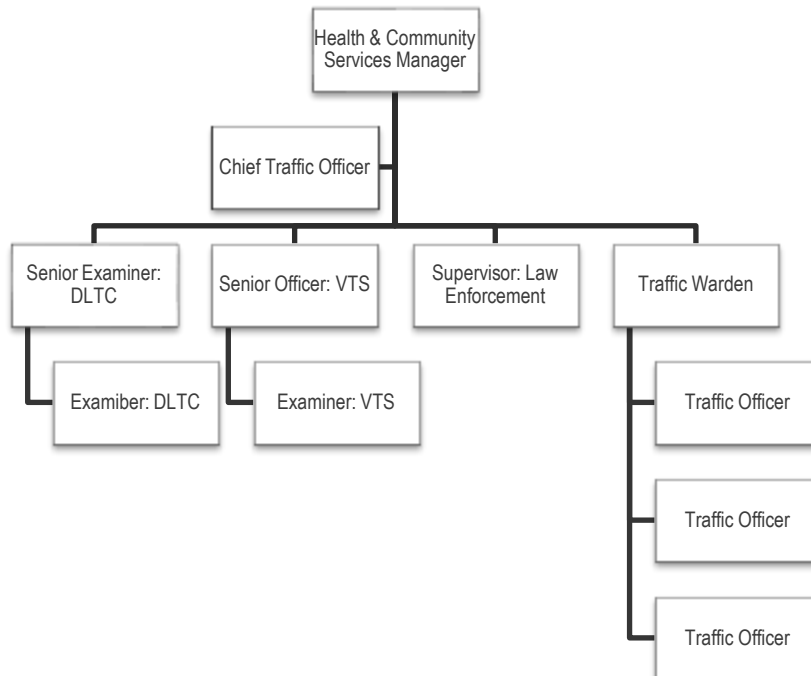 Health & Community
Services Manager
Chief Traffic Officer
Senior Examiner:
DLTC
Senior Officer: VTS
Supervisor: Law
Enforcement
Traffic Warden
Examiber: DLTC
Examiner: VTS
Traffic Officer
Traffic Officer
Traffic Officer